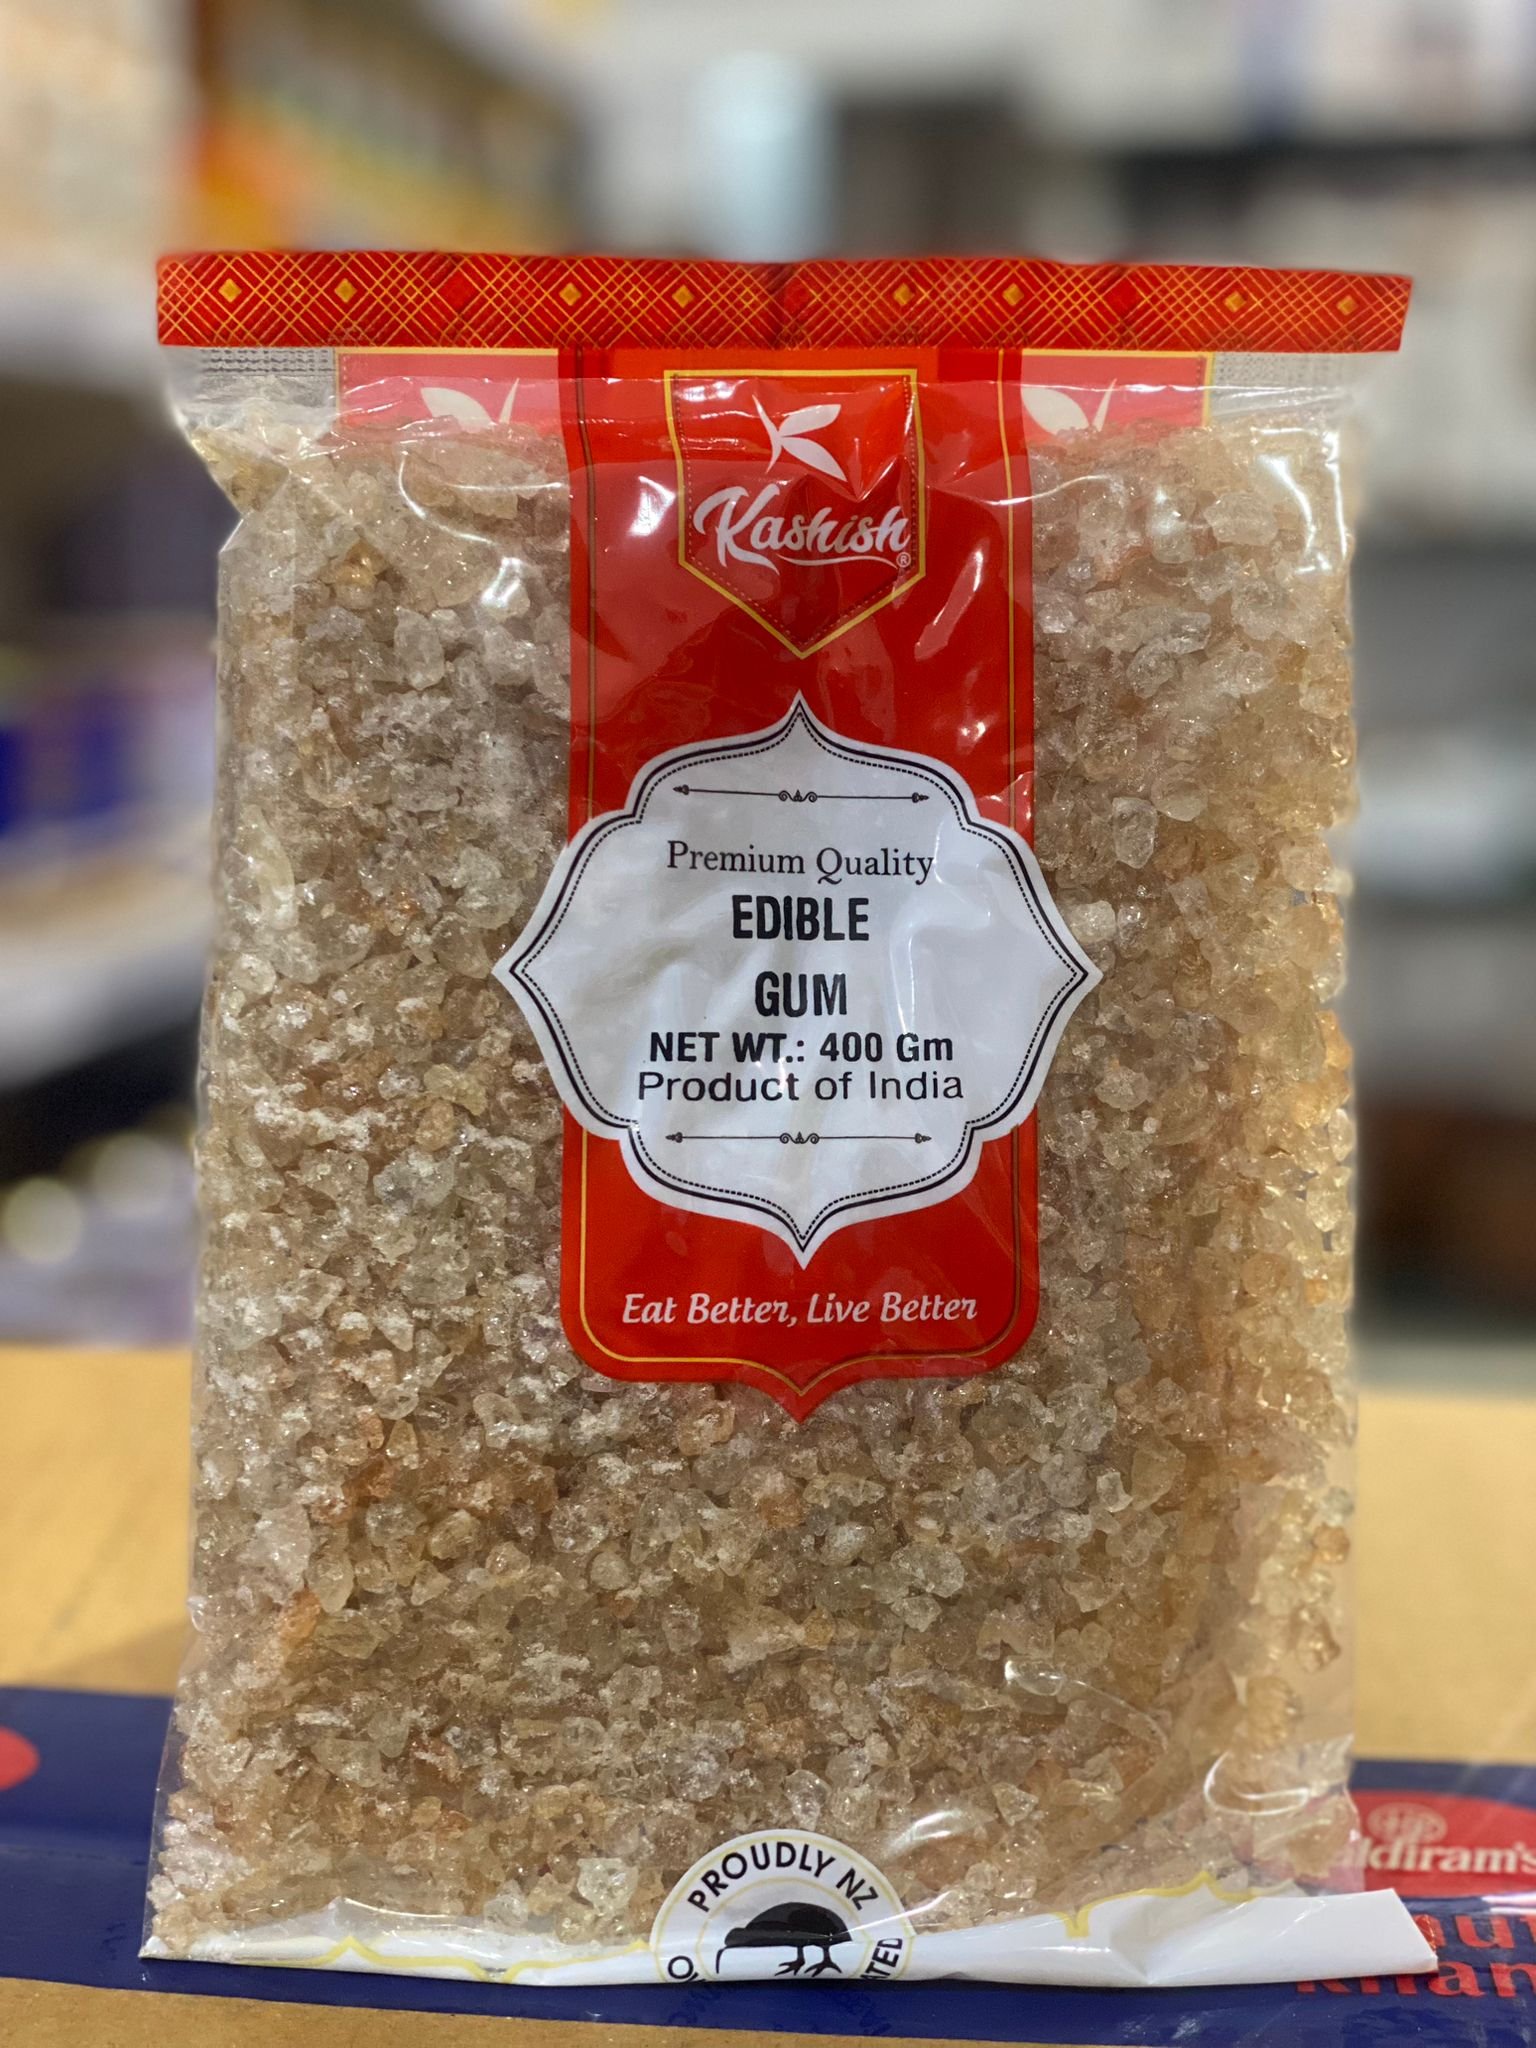 Kashish®
Premium Quality
EDIBLE
GUM
NET WT.: 400 Gm
Product of India
Eat Better, Live Better
PROUDLY NZ